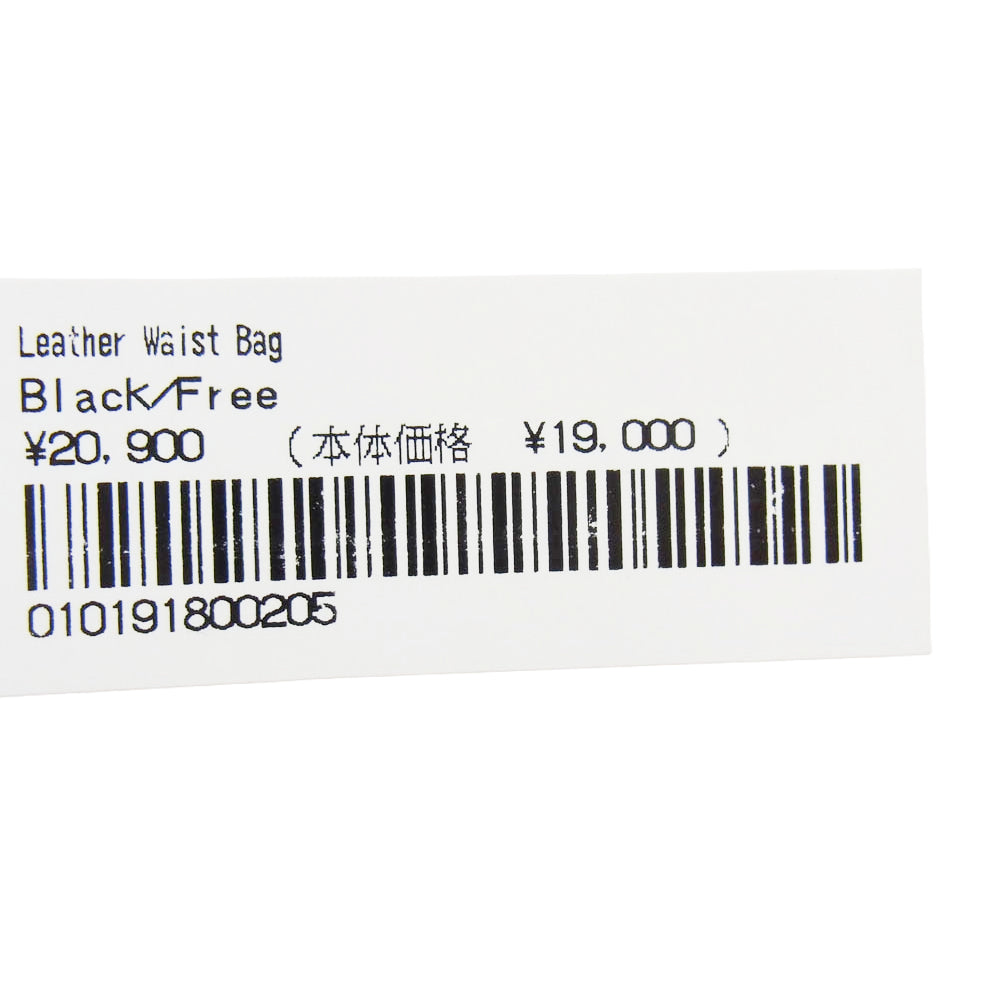 Leather Waist Bag
Black/Free
¥20,900 (本体価格 ¥19,000)
010191800205